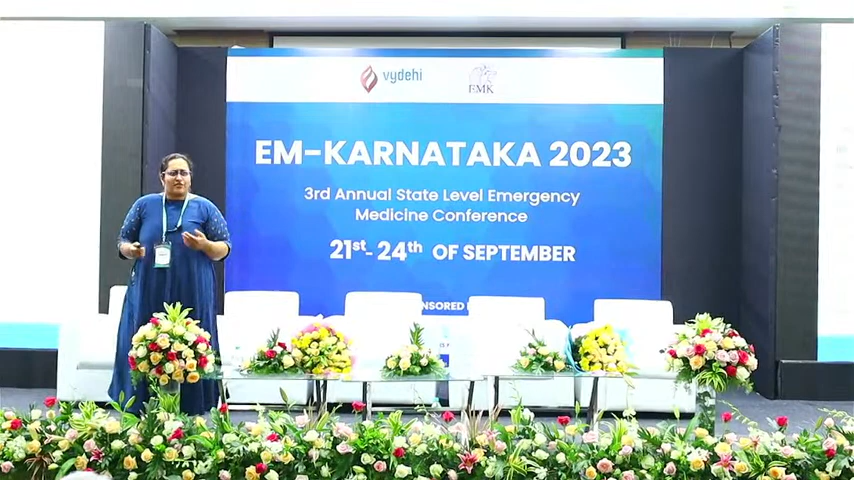 vydehi
EMK
EM-KARNATAKA 2023
3rd Annual State Level Emergency
Medicine Conference
21st- 24th OF SEPTEMBER